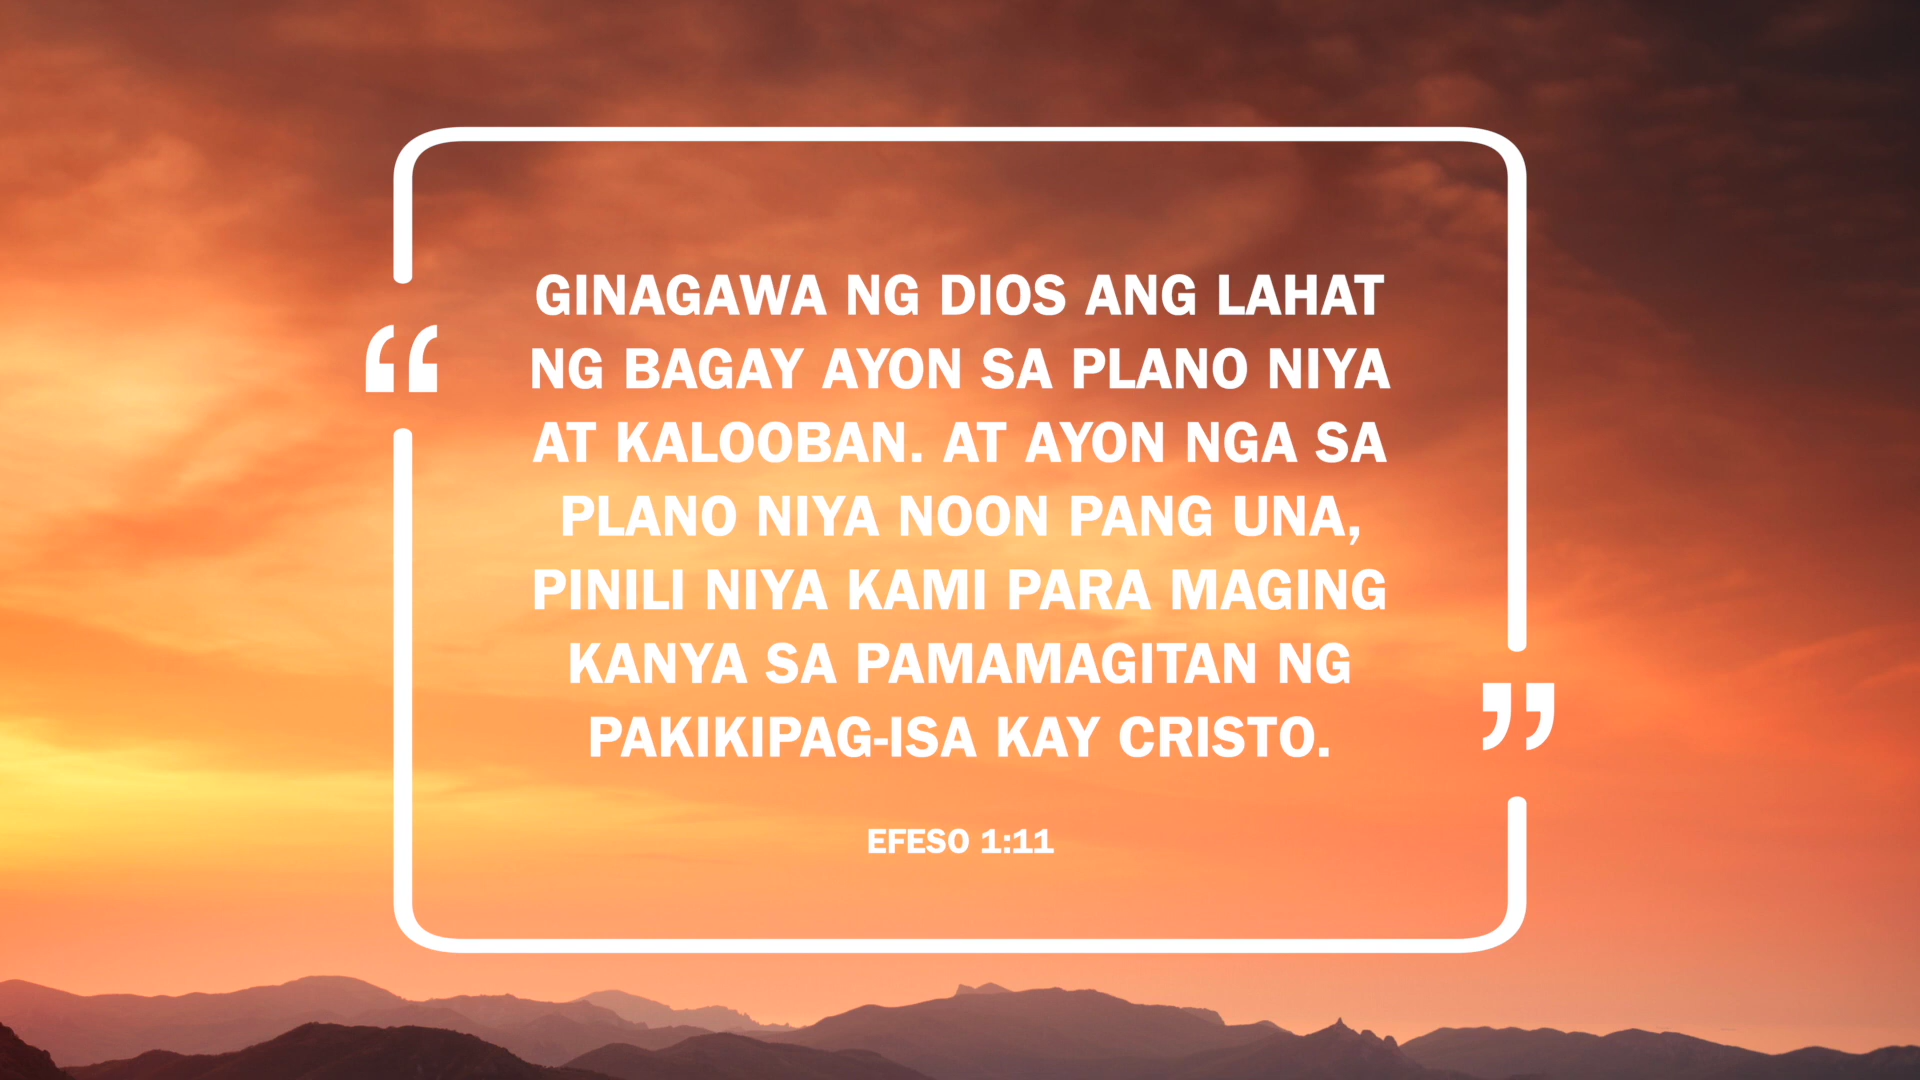 GINAGAWA NG DIOS ANG LAHAT
NG BAGAY AYON SA PLANO NIYA
AT KALOOBAN. AT AYON NGA SA
PLANO NIYA NOON PANG UNA,
PINILI NIYA KAMI PARA MAGING
KANYA SA PAMAMAGITAN NG
PAKIKIPAG-ISA KAY CRISTO.
EFESO 1:11